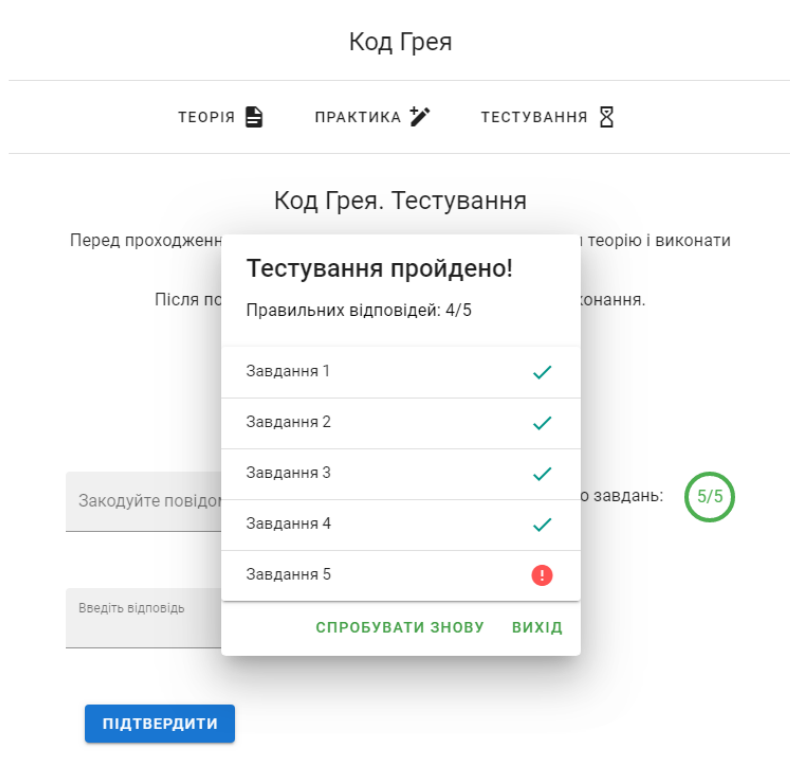 Код Грея
ТЕОРІЯ ПРАКТИКА ТЕСТУВАННЯ
Код Грея. Тестування
Перед проходженн теорію і виконати
Тестування пройдено!
Після по конання.
Правильних відповідей: 4/5
Завдання 1
Завдання 2
Завдання 3
Закодуйте повідом о завдань: 5/5
Завдання 4
Завдання 5
Введіть відповідь
СПРОБУВАТИ ЗНОВУ ВИХІД
ПІДТВЕРДИТИ